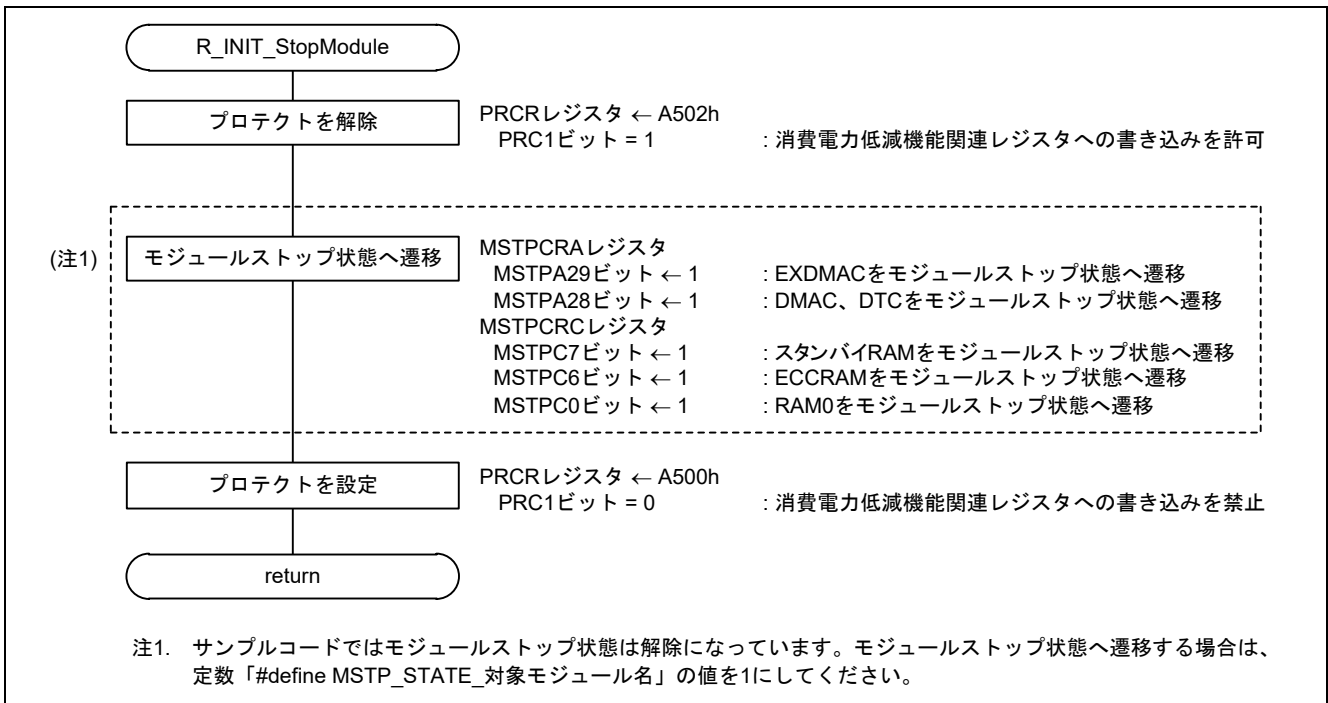 R_INIT_StopModule
プロテクトを解除
PRCRレジスタ ← A502h
PRC1ビット = 1 : 消費電力低減機能関連レジスタへの書き込みを許可
(注1)
モジュールストップ状態へ遷移
MSTPCRAレジスタ
MSTPA29ビット ← 1 : EXDMACをモジュールストップ状態へ遷移
MSTPA28ビット ← 1 : DMAC、DTCをモジュールストップ状態へ遷移
MSTPCRCレジスタ
MSTPC7ビット ← 1 : スタンバイRAMをモジュールストップ状態へ遷移
MSTPC6ビット ← 1 : ECCRAMをモジュールストップ状態へ遷移
MSTPC0ビット ← 1 : RAM0をモジュールストップ状態へ遷移
プロテクトを設定
PRCRレジスタ ← A500h
PRC1ビット = 0 : 消費電力低減機能関連レジスタへの書き込みを禁止
return
注1. サンプルコードではモジュールストップ状態は解除になっています。モジュールストップ状態へ遷移する場合は、
定数「#define MSTP_STATE_対象モジュール名」の値を1にしてください。